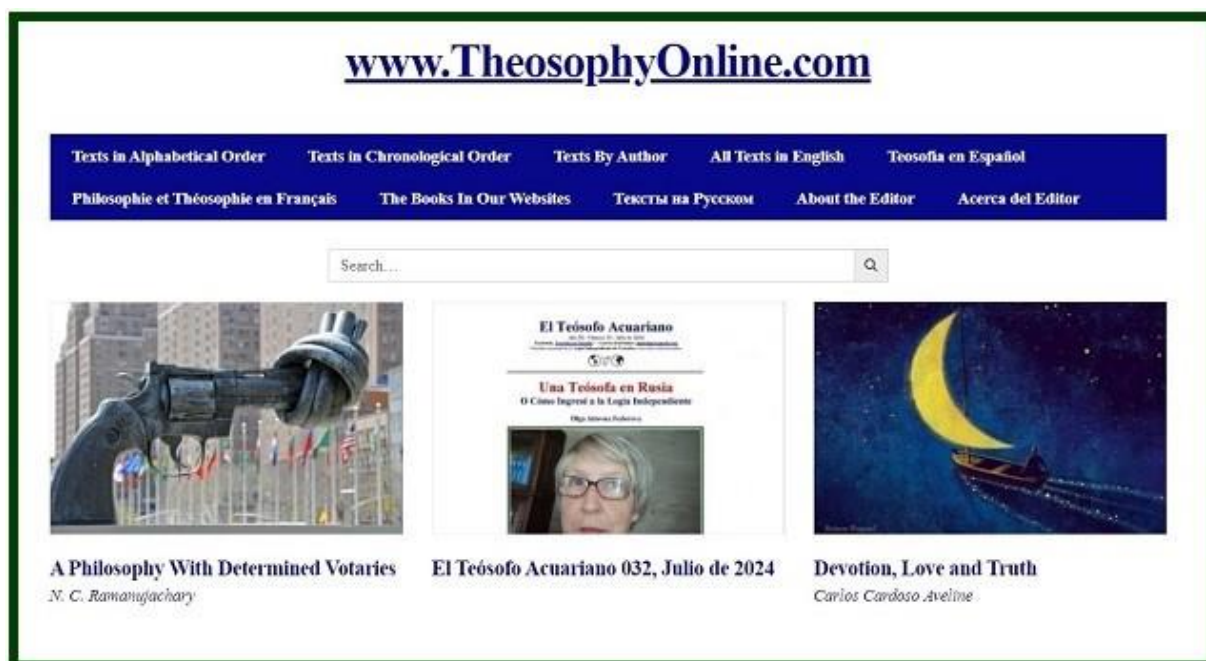 www.TheosophyOnline.com
Texts in Alphabetical Order Texts in Chronological Order Texts By Author All Texts in English Teosofia en Español
Philosophie et Théosophie en Français The Books In Our Websites Тексты на Русском About the Editor Acerca del Editor
Search…
El Teósofo Acuariano
Una Teósofa en Rusia
O Cómo Ingresé a la Logia Independiente
A Philosophy With Determined Votaries
N. C. Ramanujachary
El Teósofo Acuariano 032, Julio de 2024
Devotion, Love and Truth
Carlos Cardoso Aveline